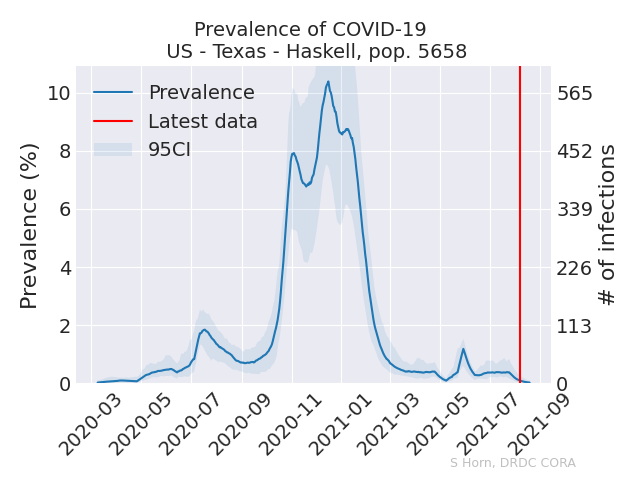 Prevalence of COVID-19
US - Texas - Haskell, pop. 5658
Prevalence
Latest data
95CI
Prevalence (%)
10
8
6
4
2
0
# of infections
565
452
339
226
113
0
2020-03
2020-05
2020-07
2020-09
2020-11
2021-01
2021-03
2021-05
2021-07
2021-09
S Horn, DRDC CORA